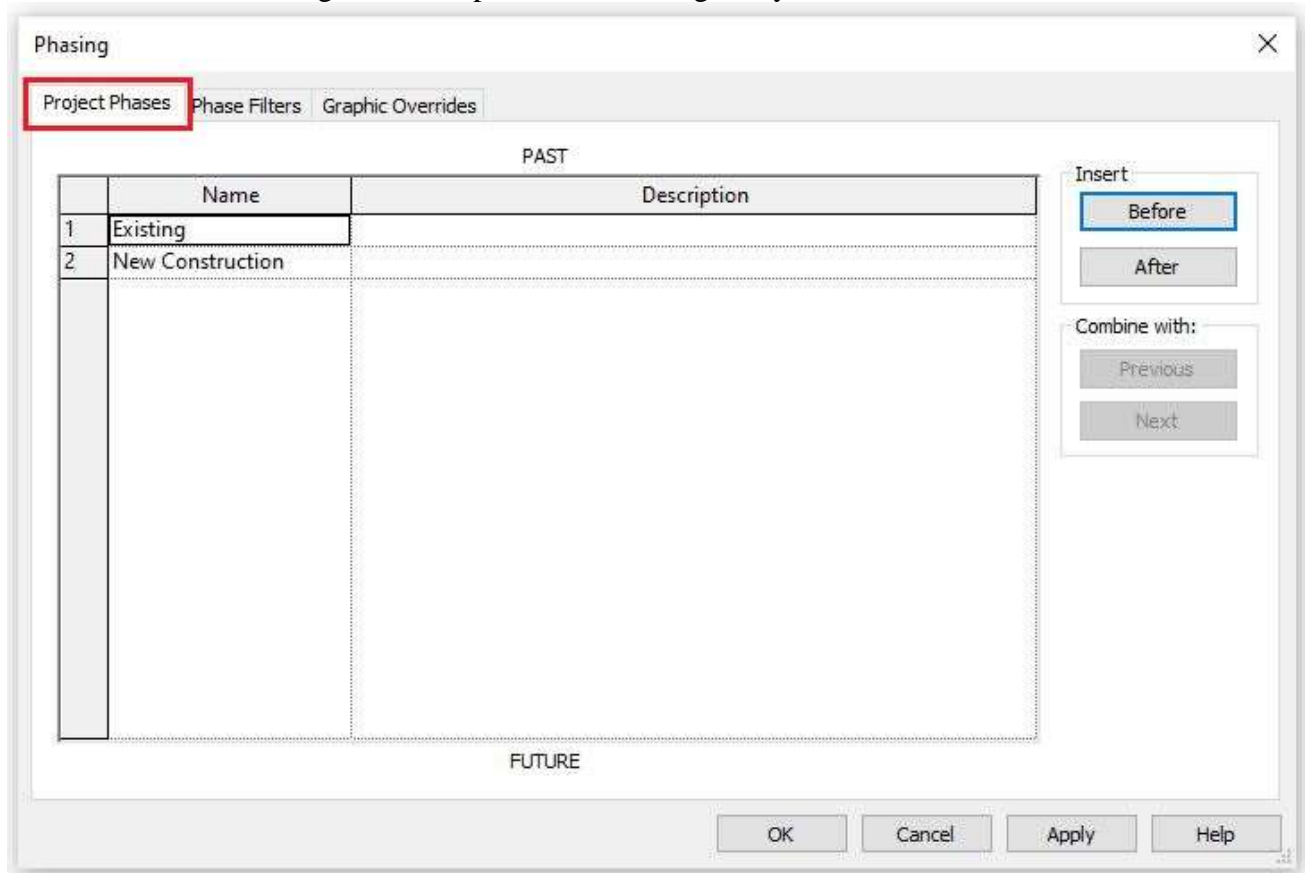 Phasing
Project Phases Phase Filters Graphic Overrides
PAST
Name Description
1 Existing
2 New Construction
FUTURE
Insert
Before
After
Combine with:
Previous
Next
OK Cancel Apply Help